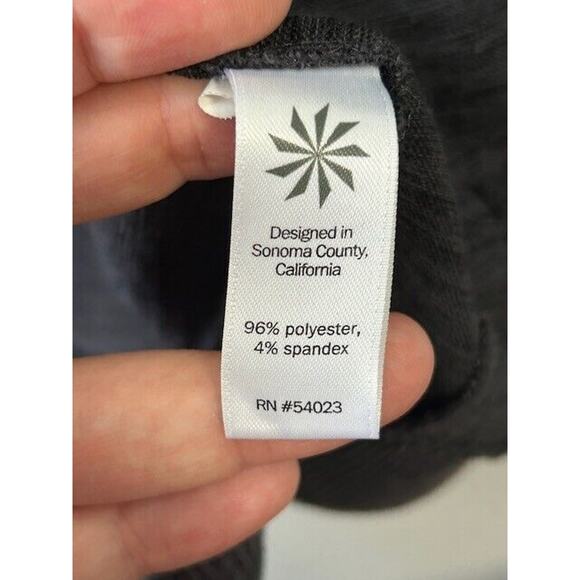 Designed in
Sonoma County,
California
96% polyester,
4% spandex
RN #54023